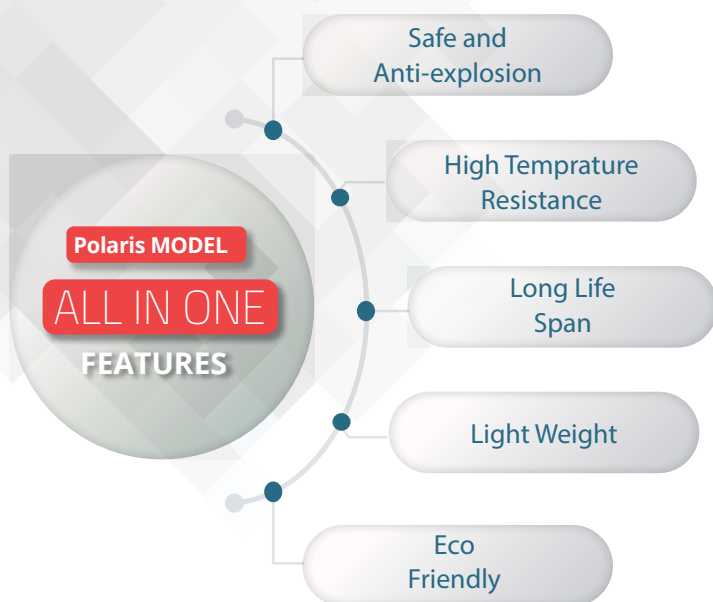 Polaris MODEL
ALL IN ONE
FEATURES
Safe and
Anti-explosion
High Temprature
Resistance
Long Life
Span
Light Weight
Eco
Friendly